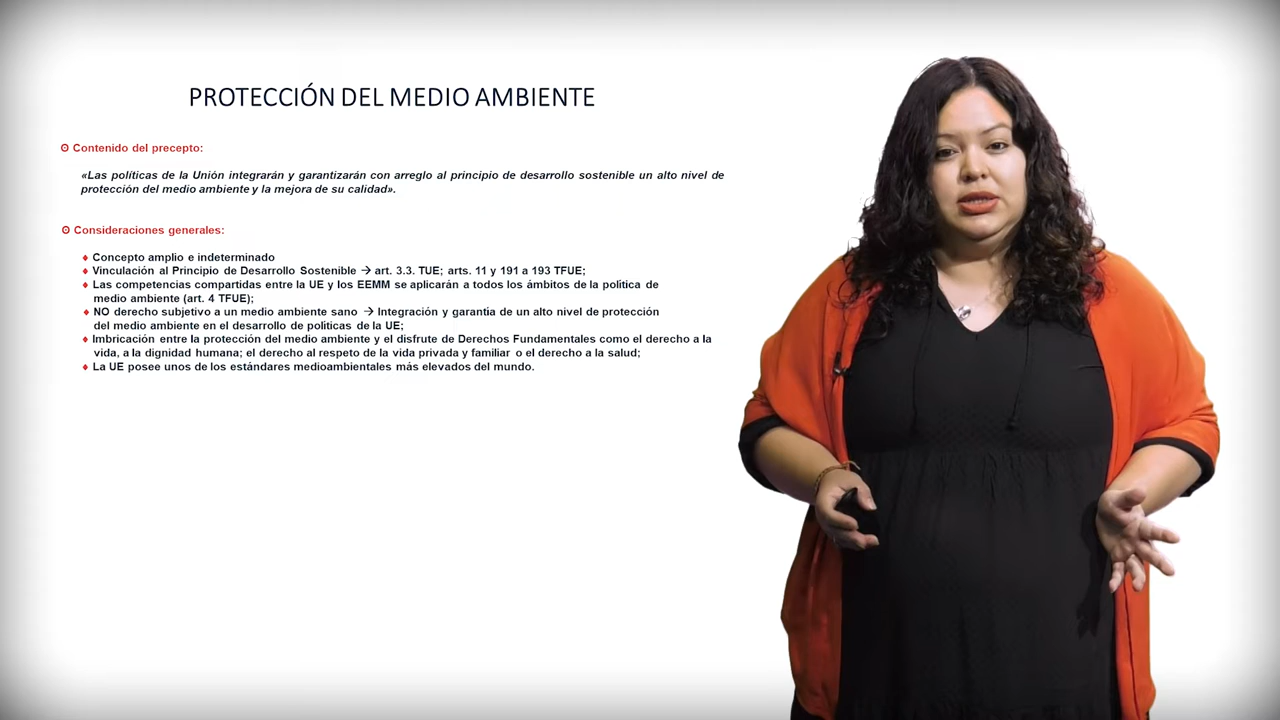 PROTECCIÓN DEL MEDIO AMBIENTE
Contenido del precepto:
«Las políticas de la Unión integrarán y garantizarán con arreglo al principio de desarrollo sostenible un alto nivel de
protección del medio ambiente y la mejora de su calidad».
Consideraciones generales:
Concepto amplio e indeterminado
Vinculación al Principio de Desarrollo Sostenible → art. 3.3. TUE; arts. 11 y 191 a 193 TFUE;
Las competencias compartidas entre la UE y los EEMM se aplicarán a todos los ámbitos de la política de
medio ambiente (art. 4 TFUE);
NO derecho subjetivo a un medio ambiente sano → Integración y garantía de un alto nivel de protección
del medio ambiente en el desarrollo de políticas de la UE;
Imbricación entre la protección del medio ambiente y el disfrute de Derechos Fundamentales como el derecho a la
vida, a la dignidad humana; el derecho al respeto de la vida privada y familiar o el derecho a la salud;
La UE posee unos de los estándares medioambientales más elevados del mundo.